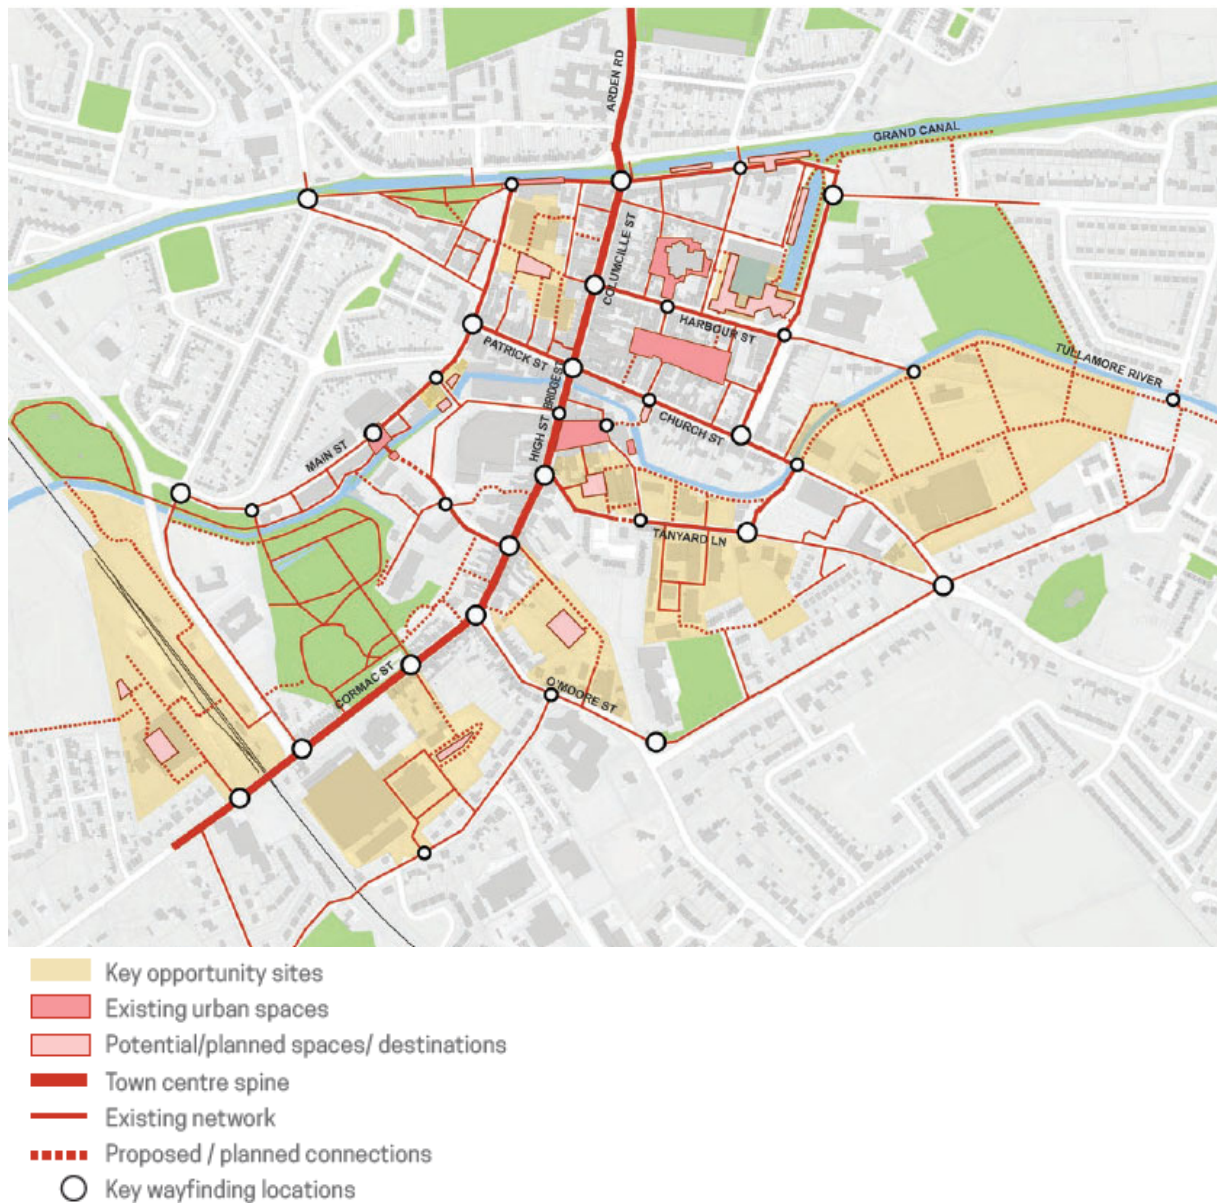 ARDEN RD
GRAND CANAL
COLUMCILLE ST
HARBOUR ST
TULLAMORE RIVER
PATRICK ST
BRIDGE ST
CHURCH ST
HIGH ST
MAIN ST
TANYARD LN
CORMAC ST
O'MOORE ST
Key opportunity sites
Existing urban spaces
Potential/planned spaces/ destinations
Town centre spine
Existing network
Proposed / planned connections
Key wayfinding locations